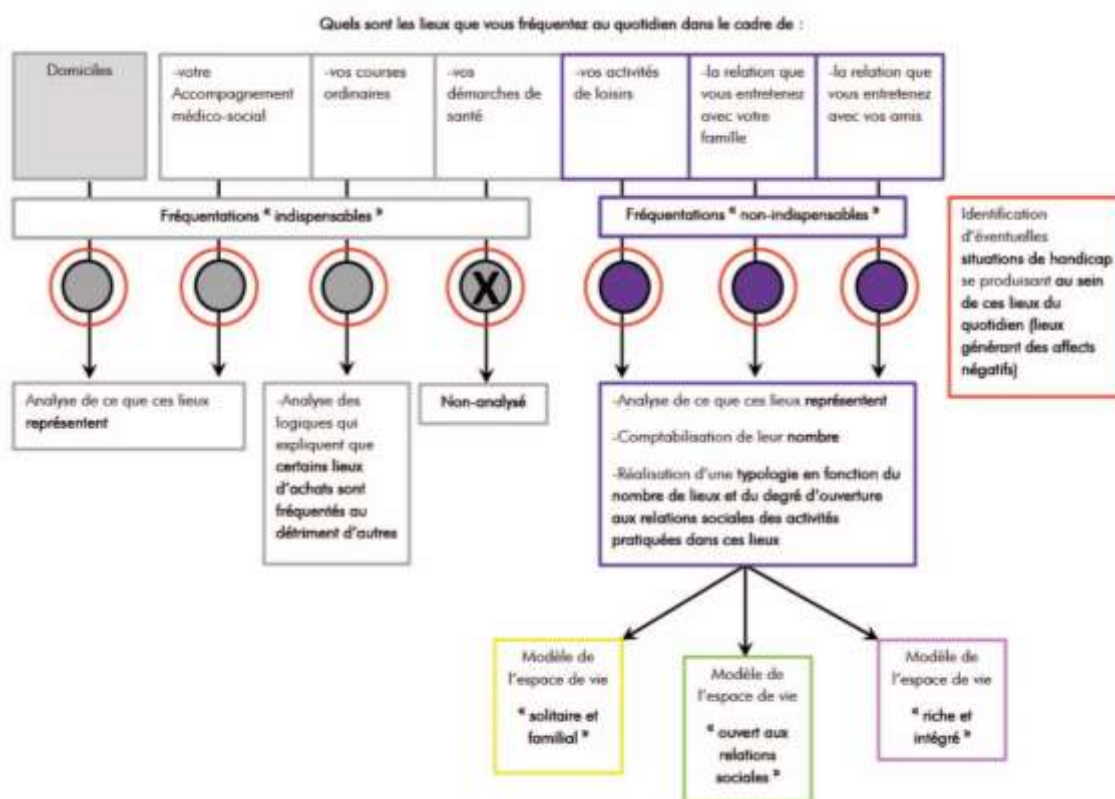 Quels sont les lieux que vous fréquentez au quotidien dans le cadre de :
Domiciles
-votre
Accompagnement
médico-social
-vos courses
ordinaires
-vos
démarches de
santé
-vos activités
de loisirs
-la relation que
vous entretenez
avec votre
famille
-la relation que
vous entretenez
avec vos amis
Fréquentations " indispensables "
Fréquentations " non-indispensables "
X
Identification
d'éventuelles
situations de handicap
se produisant au sein
de ces lieux du
quotidien (lieux
générant des affects
négatifs)
Analyse de ce que ces lieux
représentent
-Analyse des
logiques qui
expliquent que
certains lieux
d'achats sont
fréquentés au
détriment d'autres
Non-analysé
-Analyse de ce que ces lieux représentent
-Comptabilisation de leur nombre
-Réalisation d'une typologie en fonction du
nombre de lieux et du degré d'ouverture
aux relations sociales des activités
pratiquées dans ces lieux
Modèle de
l'espace de vie
" solitaire et
familial "
Modèle de
l'espace de vie
" ouvert aux
relations
sociales "
Modèle de
l'espace de vie
" riche et
intégré "